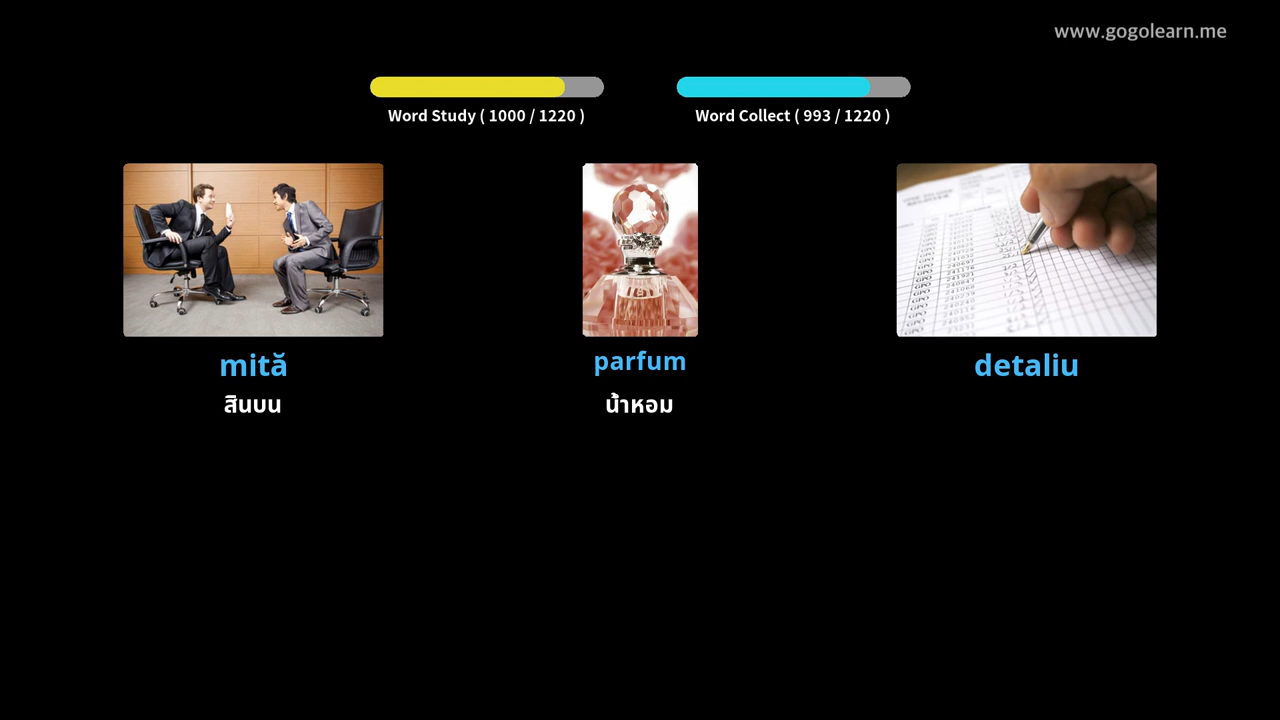 www.gogolearn.me
Word Study ( 1000 / 1220 )
Word Collect ( 993 / 1220 )
mită
parfum
detaliu
สินบน
น้ำหอม